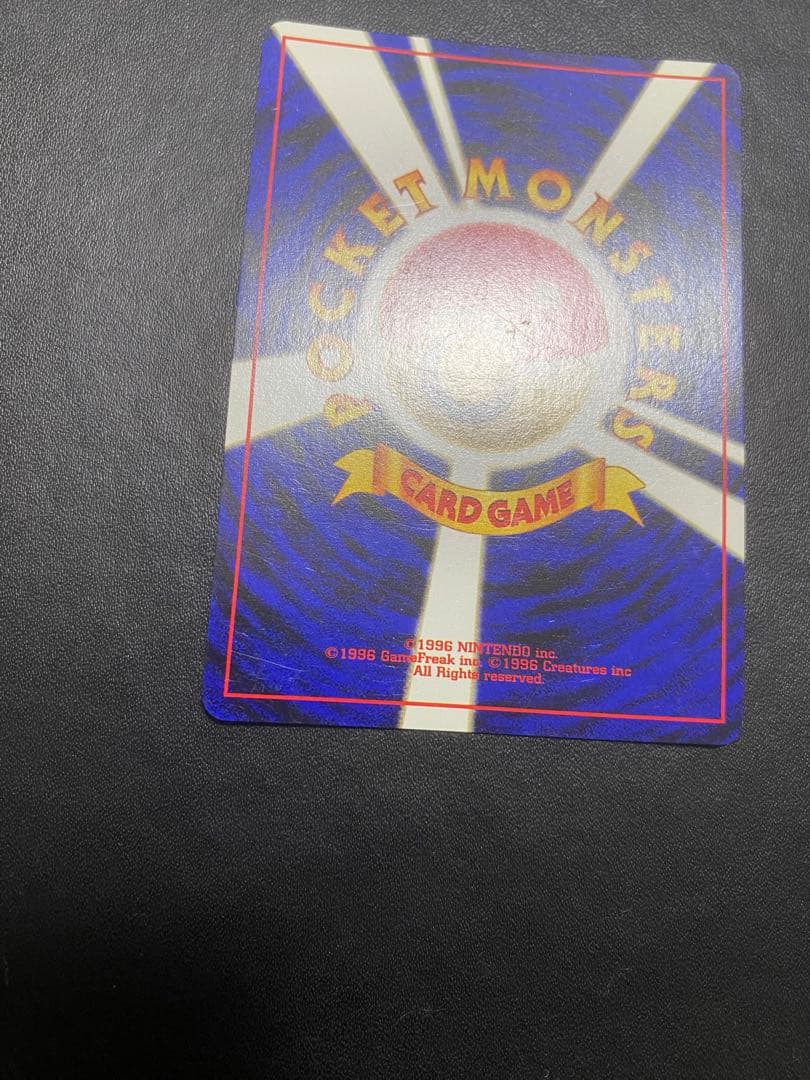 POCKET MONSTERS
CARD GAME
©1996 NINTENDO inc.
©1996 GameFreak inc. ©1996 Creatures inc
All Rights reserved.